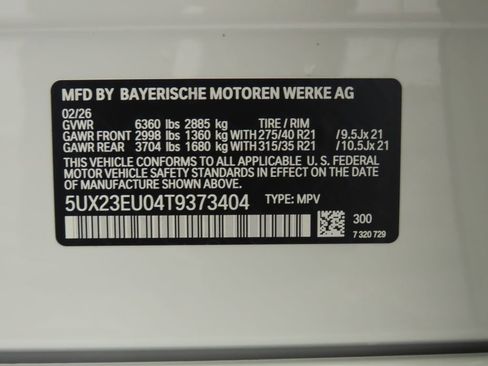 MFD BY BAYERISCHE MOTOREN WERKE AG
02/26
GVWR 6360 lbs 2885 kg TIRE / RIM
GAWR FRONT 2998 lbs 1360 kg WITH 275/40 R21 /9.5Jx 21
GAWR REAR 3704 lbs 1680 kg WITH 315/35 R21 /10.5Jx 21
THIS VEHICLE CONFORMS TO ALL APPLICABLE U. S. FEDERAL
MOTOR VEHICLE SAFETY STANDARDS IN EFFECT ON THE
DATE OF MANUFACTURE SHOWN ABOVE.
5UX23EU04T9373404 TYPE: MPV
300
7 320 729